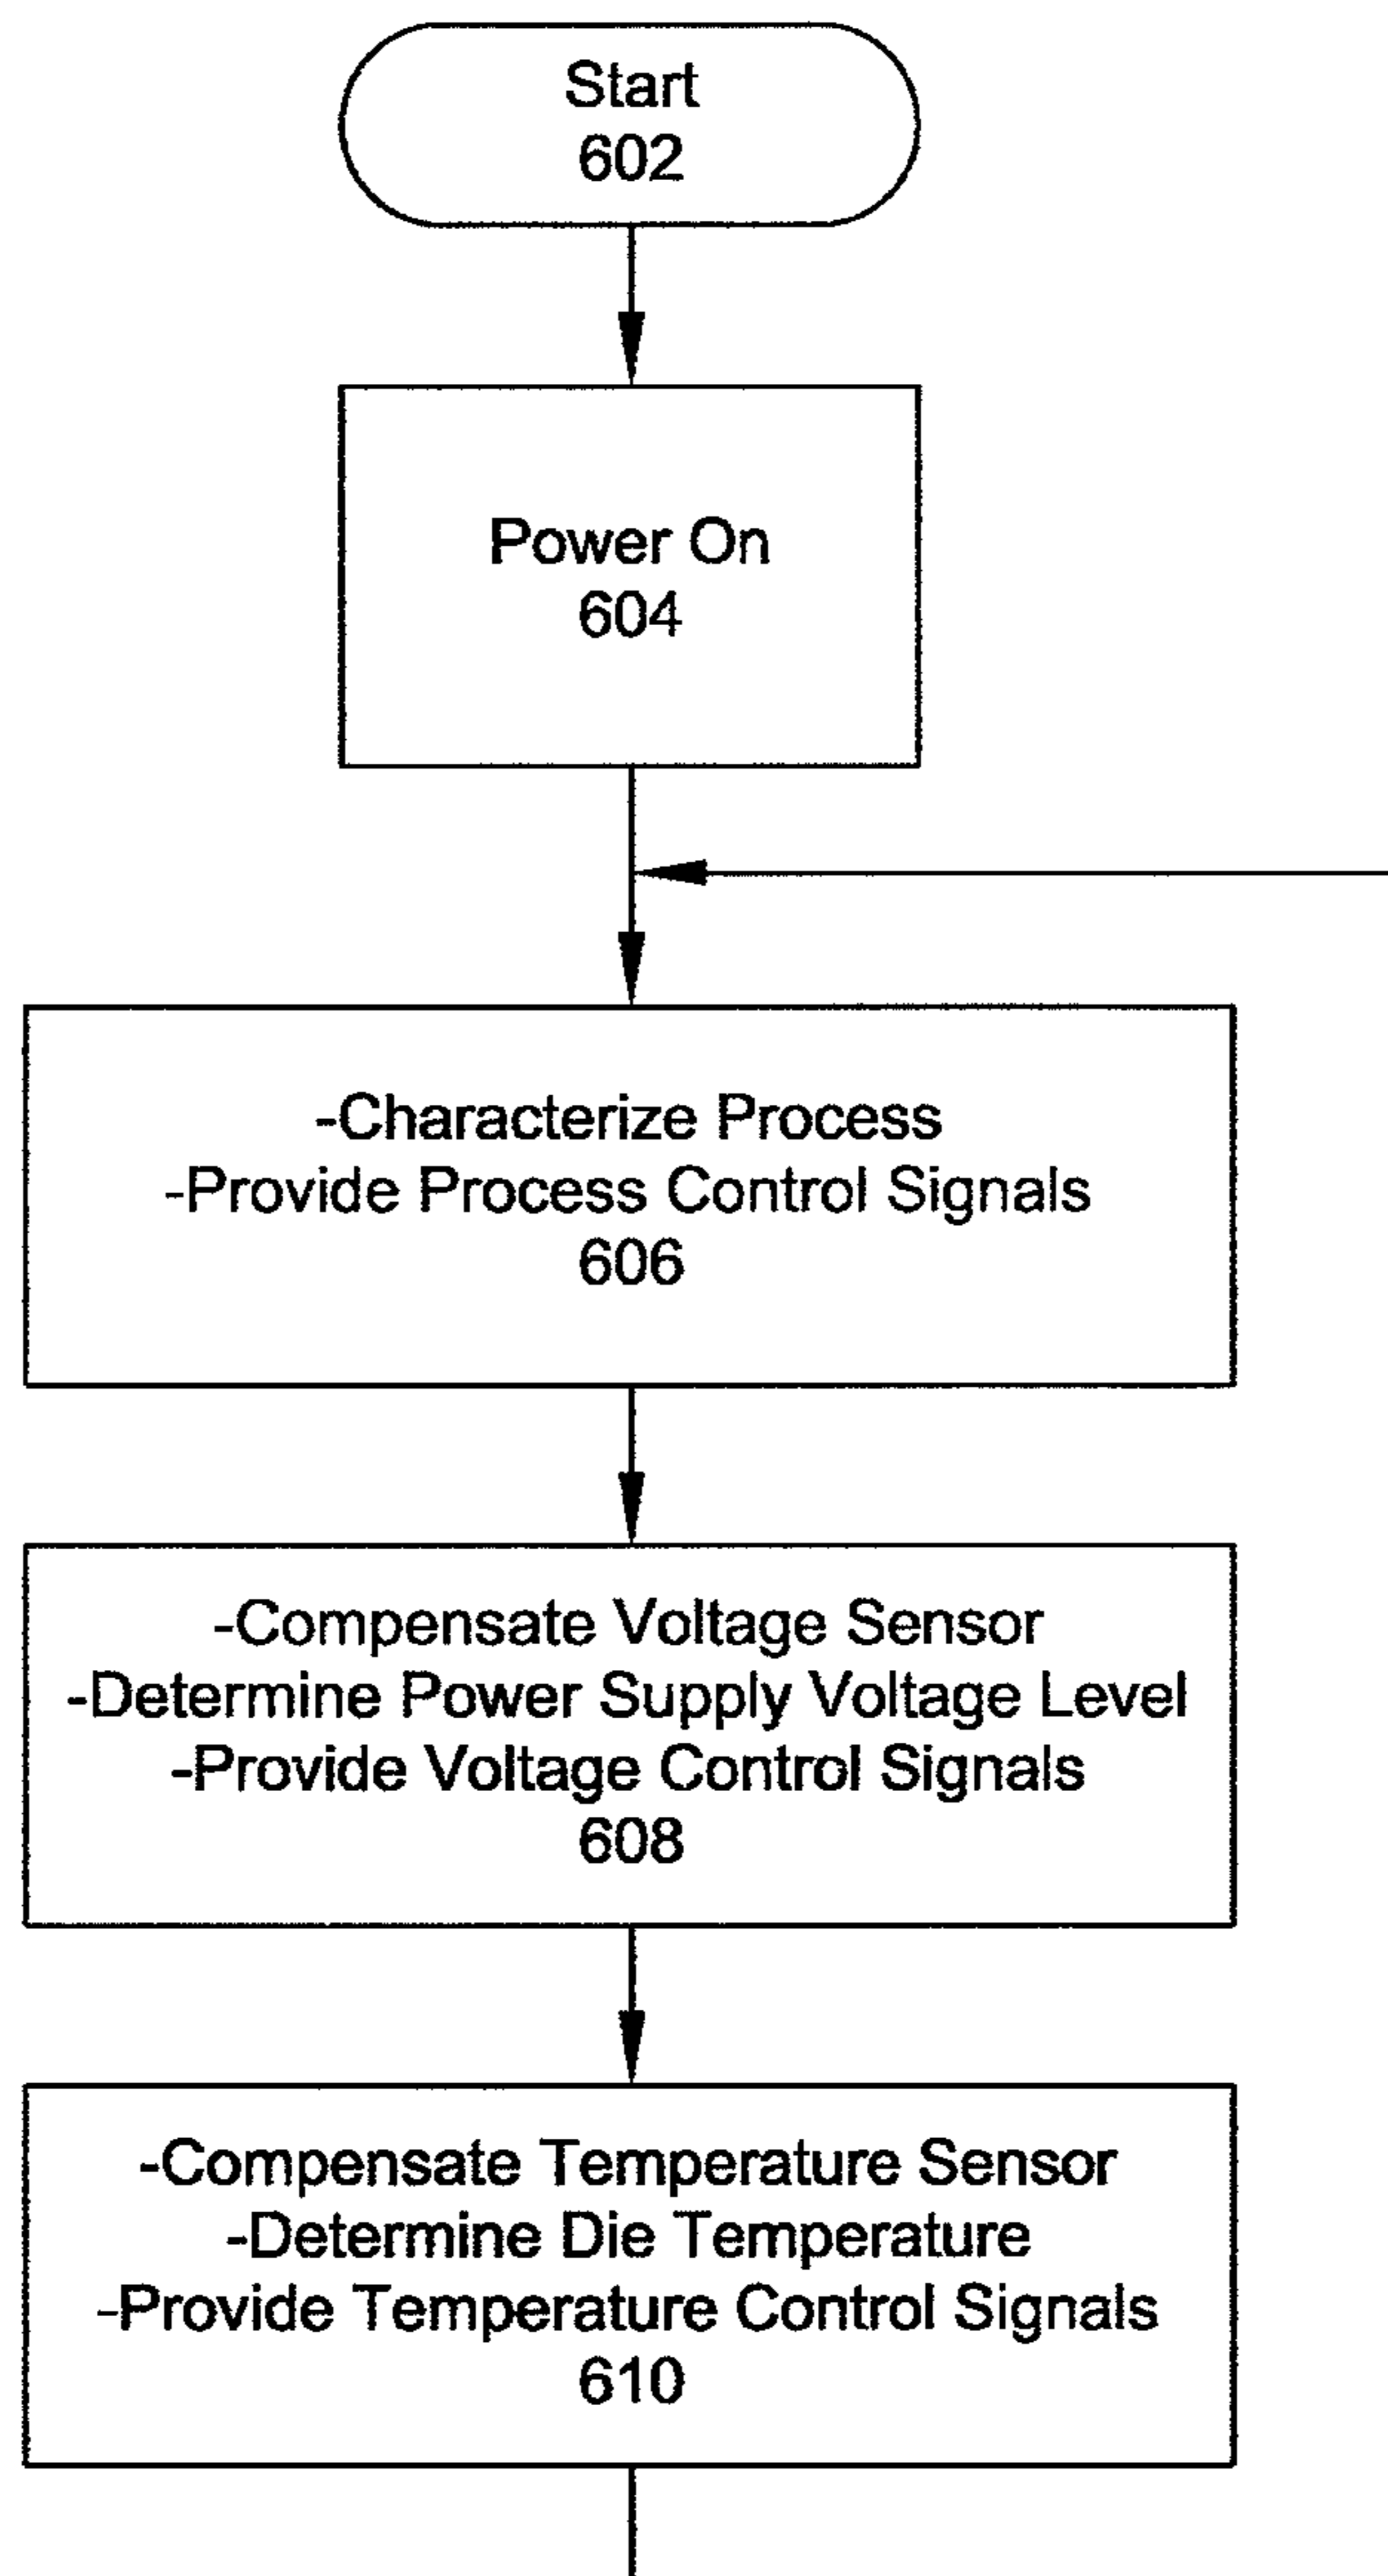 Start
602
Power On
604
-Characterize Process
-Provide Process Control Signals
606
-Compensate Voltage Sensor
-Determine Power Supply Voltage Level
-Provide Voltage Control Signals
608
-Compensate Temperature Sensor
-Determine Die Temperature
-Provide Temperature Control Signals
610